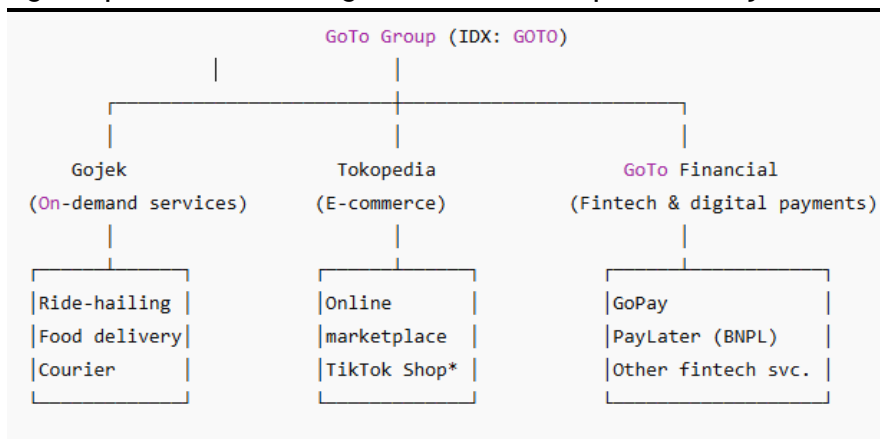 GoTo Group (IDX: GOTO)
Gojek Tokopedia GoTo Financial
(On-demand services) (E-commerce) (Fintech & digital payments)
Ride-hailing Online GoPay
Food delivery marketplace PayLater (BNPL)
Courier TikTok Shop* Other fintech svc.